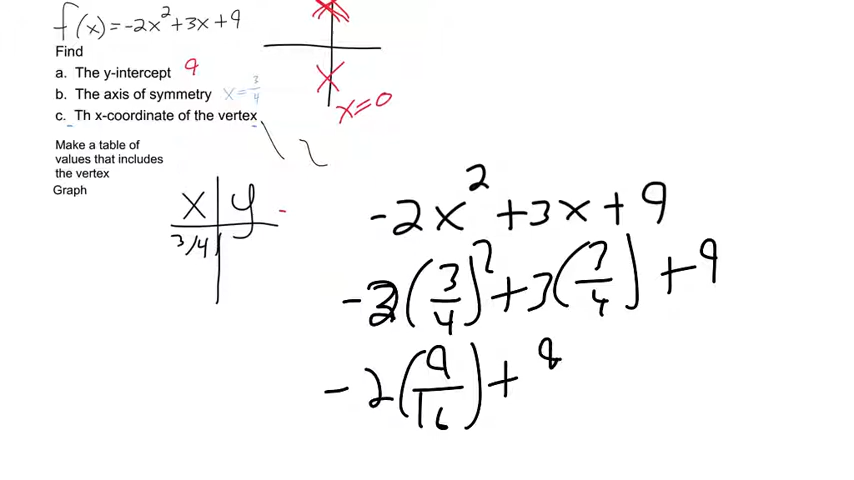 f(x)=-2x²+3x+9
Find
a. The y-intercept 9
b. The axis of symmetry x=3/4
c. Th x-coordinate of the vertex
x=0
Make a table of
values that includes
the vertex
Graph
x y
3/4
-2x²+3x+9
-2(3/4)²+3(3/4)+9
-2(9/16)+9